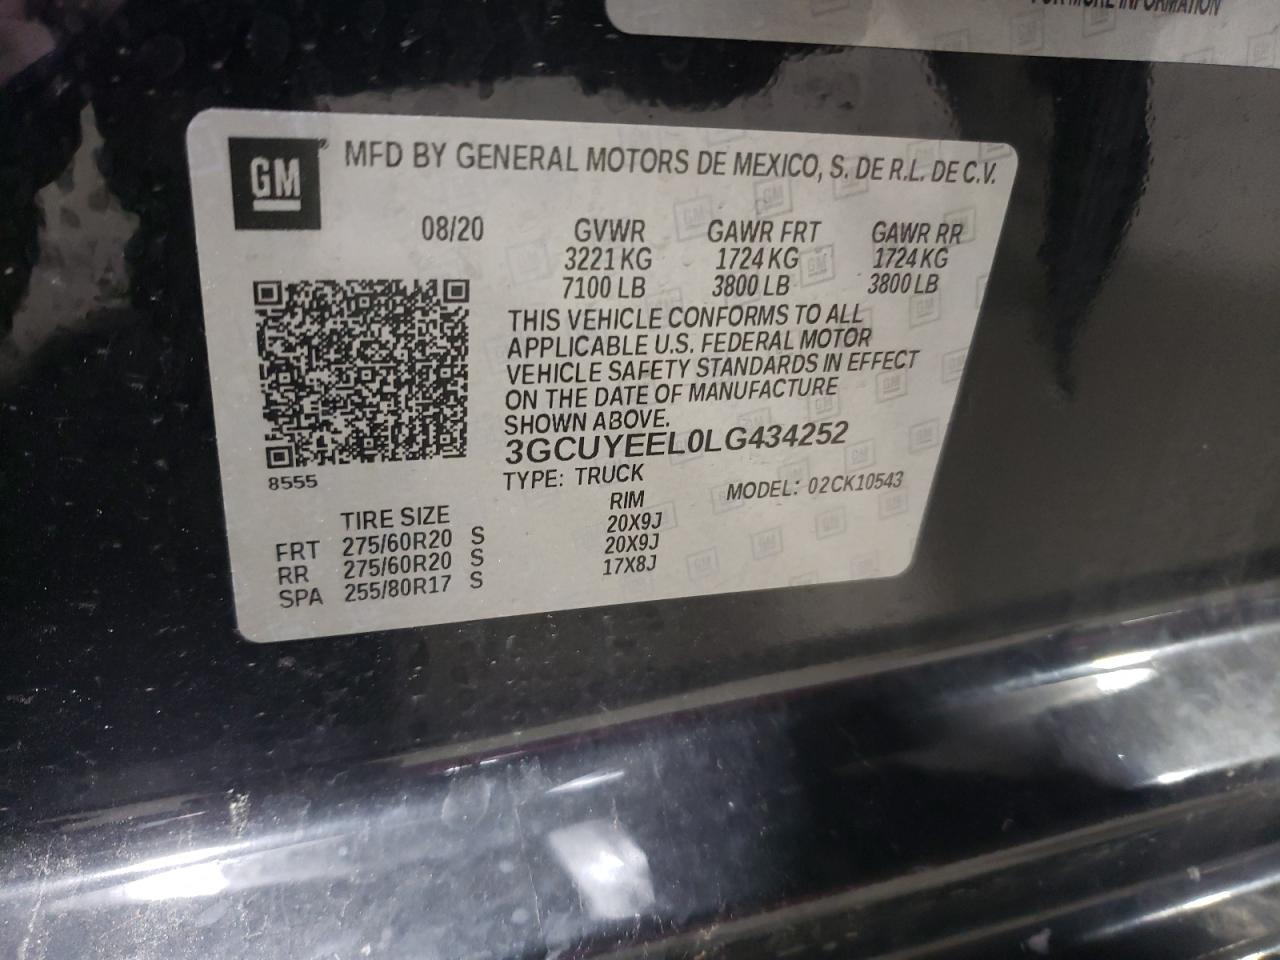 FOR MORE INFORMATION
GM® MFD BY GENERAL MOTORS DE MEXICO, S. DE R.L. DE C.V.
08/20 GVWR GAWR FRT GAWR RR
3221 KG 1724 KG 1724 KG
7100 LB 3800 LB 3800 LB
THIS VEHICLE CONFORMS TO ALL
APPLICABLE U.S. FEDERAL MOTOR
VEHICLE SAFETY STANDARDS IN EFFECT
ON THE DATE OF MANUFACTURE
SHOWN ABOVE.
3GCUYEEL0LG434252
8555
TYPE: TRUCK MODEL: 02CK10543
TIRE SIZE RIM
FRT 275/60R20 S 20X9J
RR 275/60R20 S 20X9J
SPA 255/80R17 S 17X8J